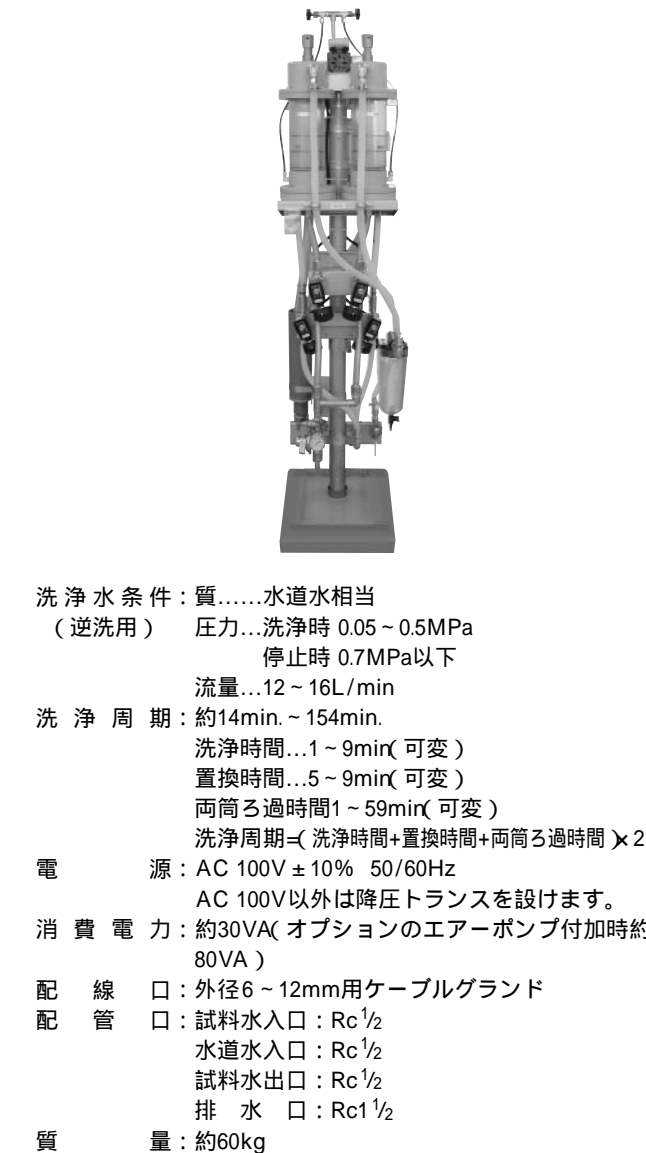 洗浄水条件：質……水道水相当
（逆洗用） 圧力…洗浄時 0.05～0.5MPa
停止時 0.7MPa以下
流量…12～16L/min
洗浄周期：約14min.～154min.
洗浄時間…1～9min（可変）
置換時間…5～9min（可変）
両筒ろ過時間1～59min（可変）
洗浄周期=（洗浄時間+置換時間+両筒ろ過時間）×2
電源：AC 100V±10% 50/60Hz
AC 100V以外は降圧トランスを設けます。
消費電力：約30VA（オプションのエアーポンプ付加時約
80VA）
配線口：外径6～12mm用ケーブルグランド
配管口：試料水入口：Rc1/2
水道水入口：Rc1/2
試料水出口：Rc1/2
排水口：Rc1 1/2
質量：約60kg